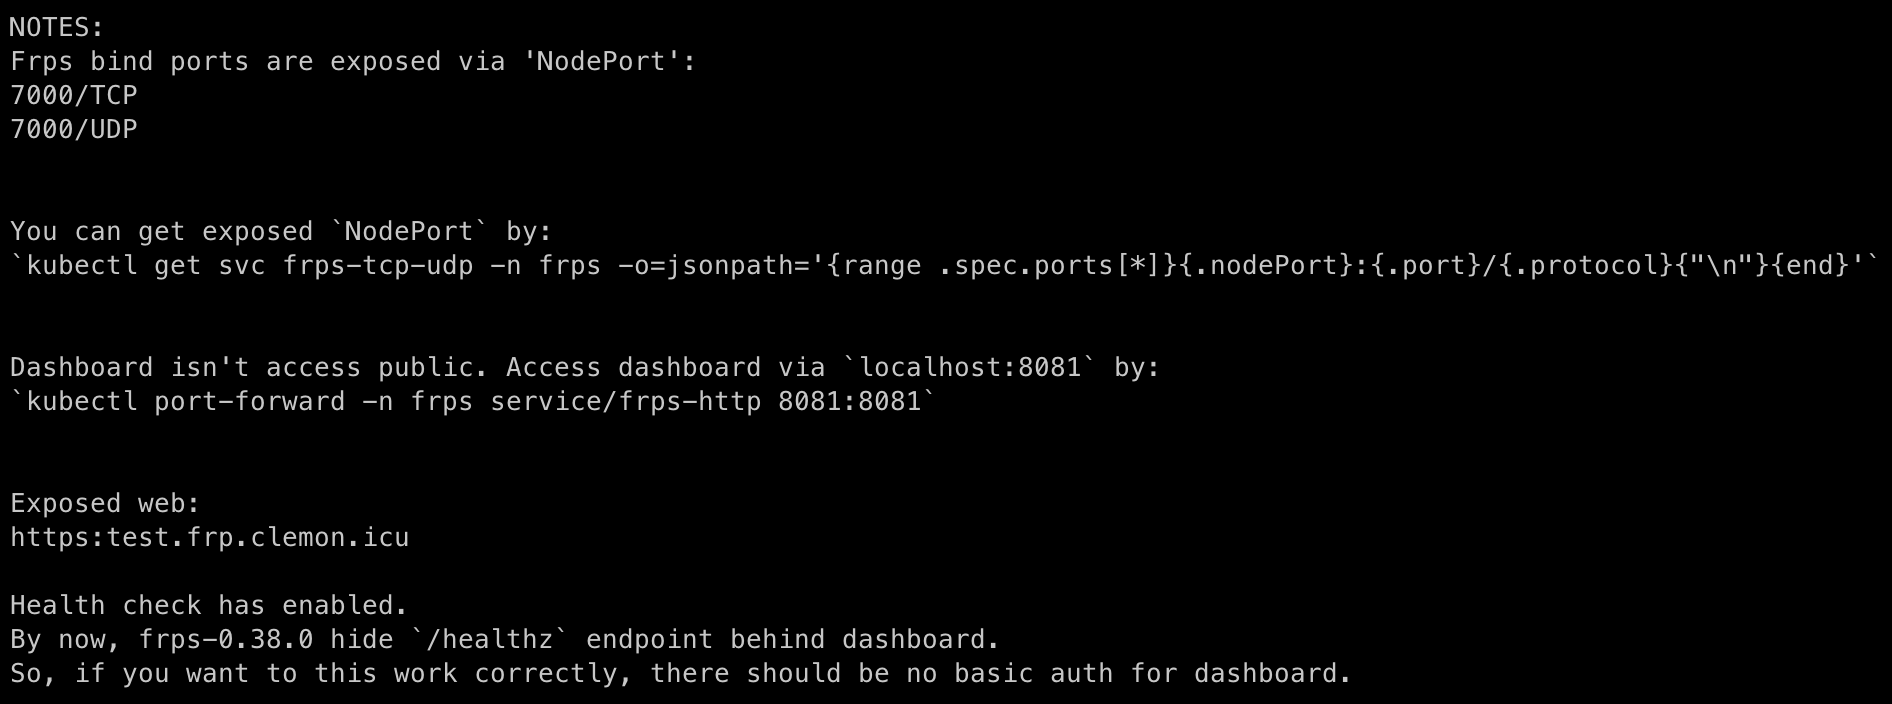 NOTES:
Frps bind ports are exposed via 'NodePort':
7000/TCP
7000/UDP
You can get exposed `NodePort` by:
`kubectl get svc frps-tcp-udp -n frps -o=jsonpath='{range .spec.ports[*]}{.nodePort}:{.port}/{.protocol}{"\n"}{end}'`
Dashboard isn't access public. Access dashboard via `localhost:8081` by:
`kubectl port-forward -n frps service/frps-http 8081:8081`
Exposed web:
https:test.frp.clemon.icu
Health check has enabled.
By now, frps-0.38.0 hide `/healthz` endpoint behind dashboard.
So, if you want to this work correctly, there should be no basic auth for dashboard.